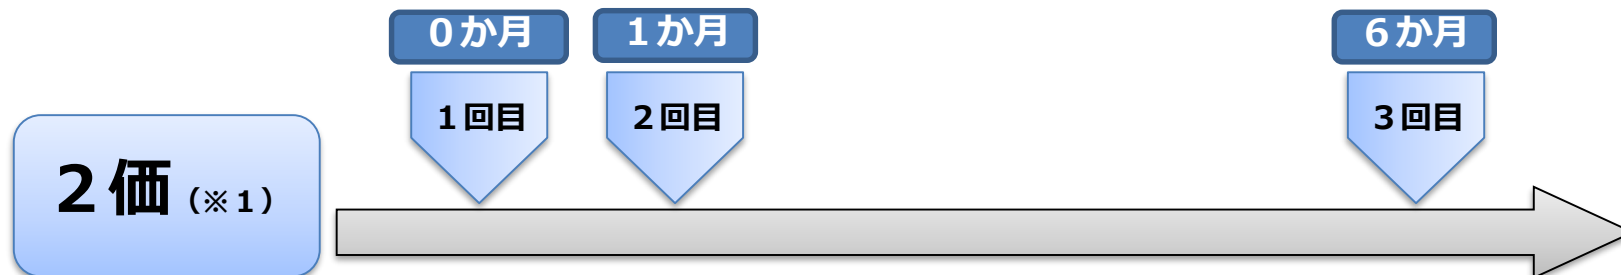 ０か月
１か月
６か月
１回目
２回目
３回目
２価（※１）